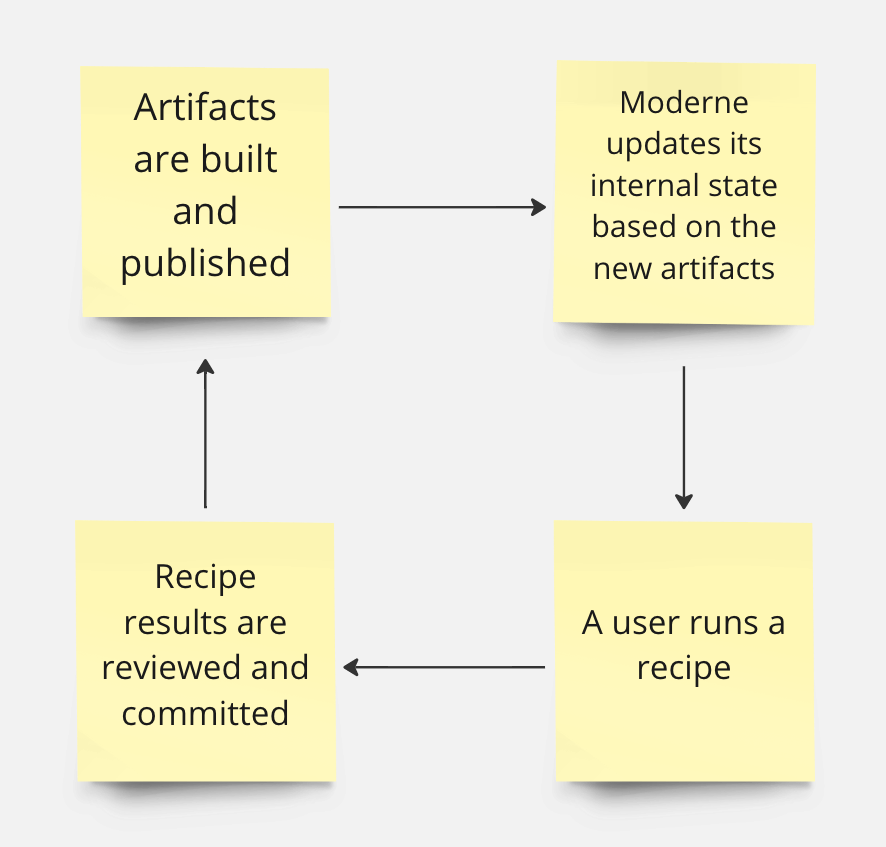 Artifacts
are built
and
published
Moderne
updates its
internal state
based on the
new artifacts
Recipe
results are
reviewed and
committed
A user runs a
recipe